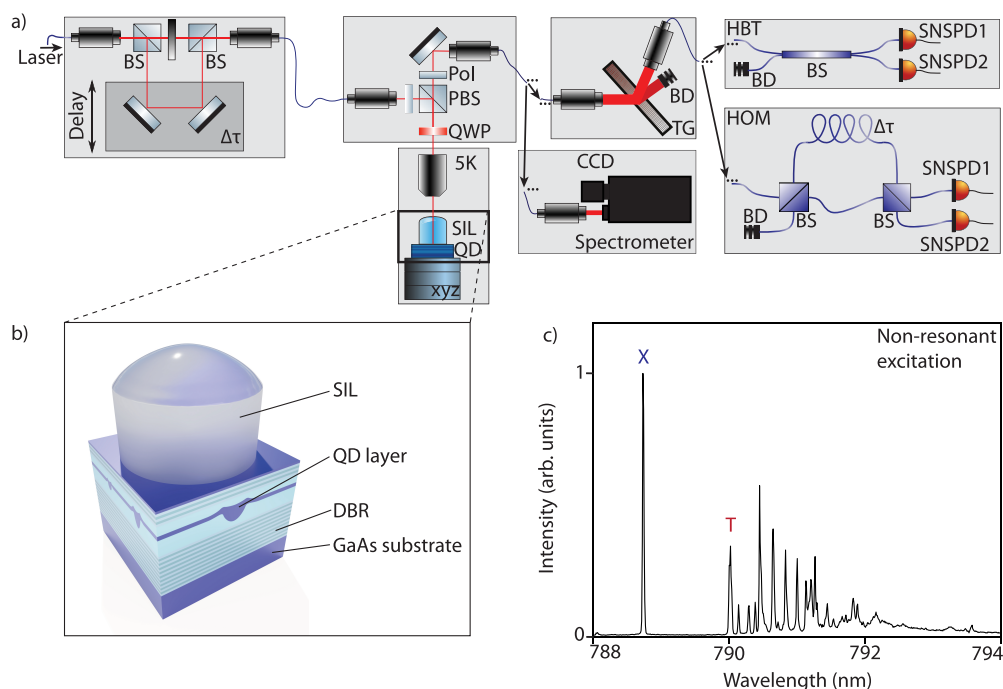 a)
Laser
BS
BS
Delay
Δτ
Pol
PBS
QWP
5K
SIL
QD
xyz
BD
TG
CCD
Spectrometer
HBT
BD
BS
SNSPD1
SNSPD2
HOM
Δτ
BD
BS
BS
SNSPD1
SNSPD2
b)
SIL
QD layer
DBR
GaAs substrate
c)
Non-resonant
excitation
X
T
1
0
Intensity (arb. units)
788
790
792
794
Wavelength (nm)